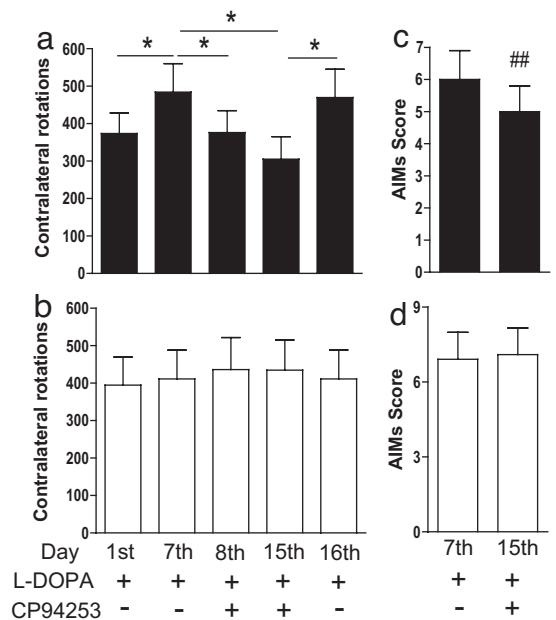 a
* * * *
Contralateral rotations
600
500
400
300
200
100
0
c
##
AIMs Score
7
6
5
4
3
2
1
0
b
Contralateral rotations
600
500
400
300
200
100
0
d
AIMs Score
9
6
3
0
Day 1st 7th 8th 15th 16th 7th 15th
L-DOPA + + + + + + +
CP94253 - - + + - - +